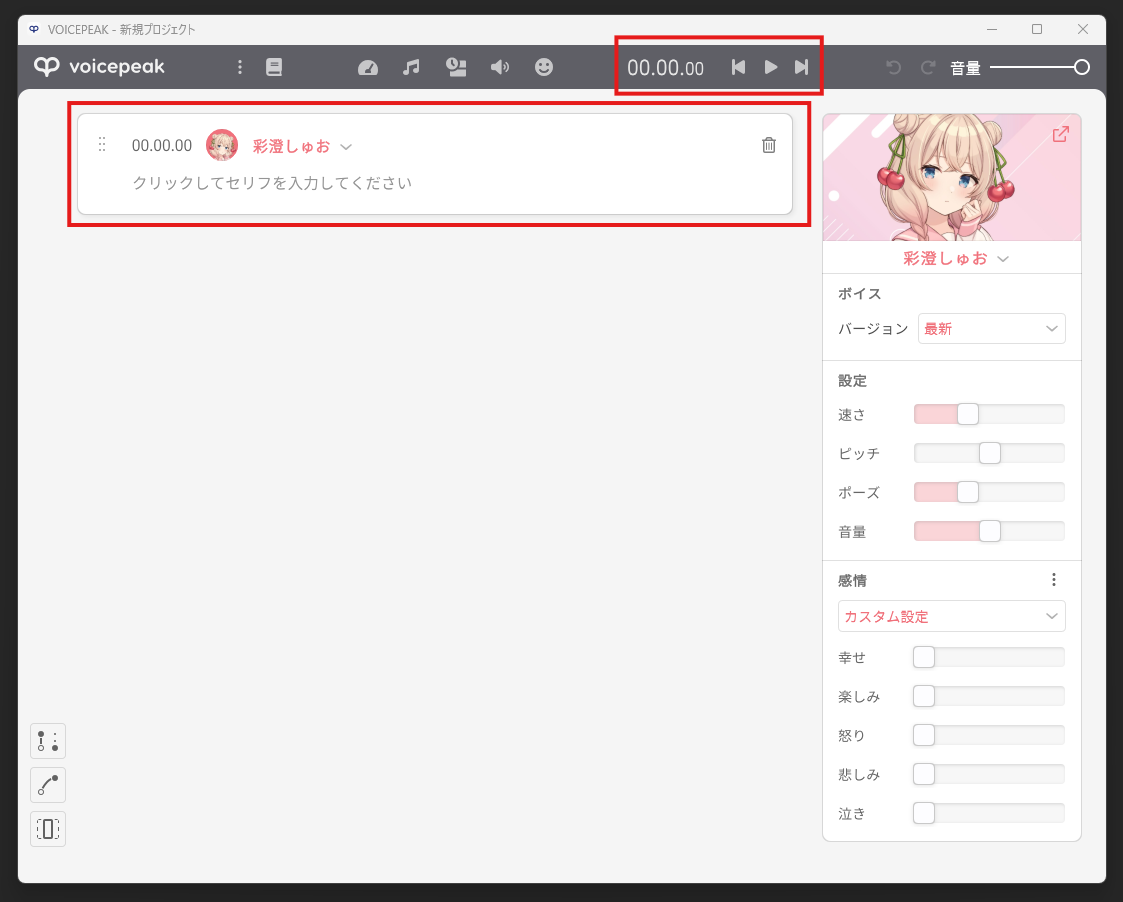 VOICEPEAK - 新規プロジェクト
voicepeak
00.00.00
音量
00.00.00 彩澄しゅお
クリックしてセリフを入力してください
彩澄しゅお
ボイス
バージョン 最新
設定
速さ
ピッチ
ポーズ
音量
感情
カスタム設定
幸せ
楽しみ
怒り
悲しみ
泣き